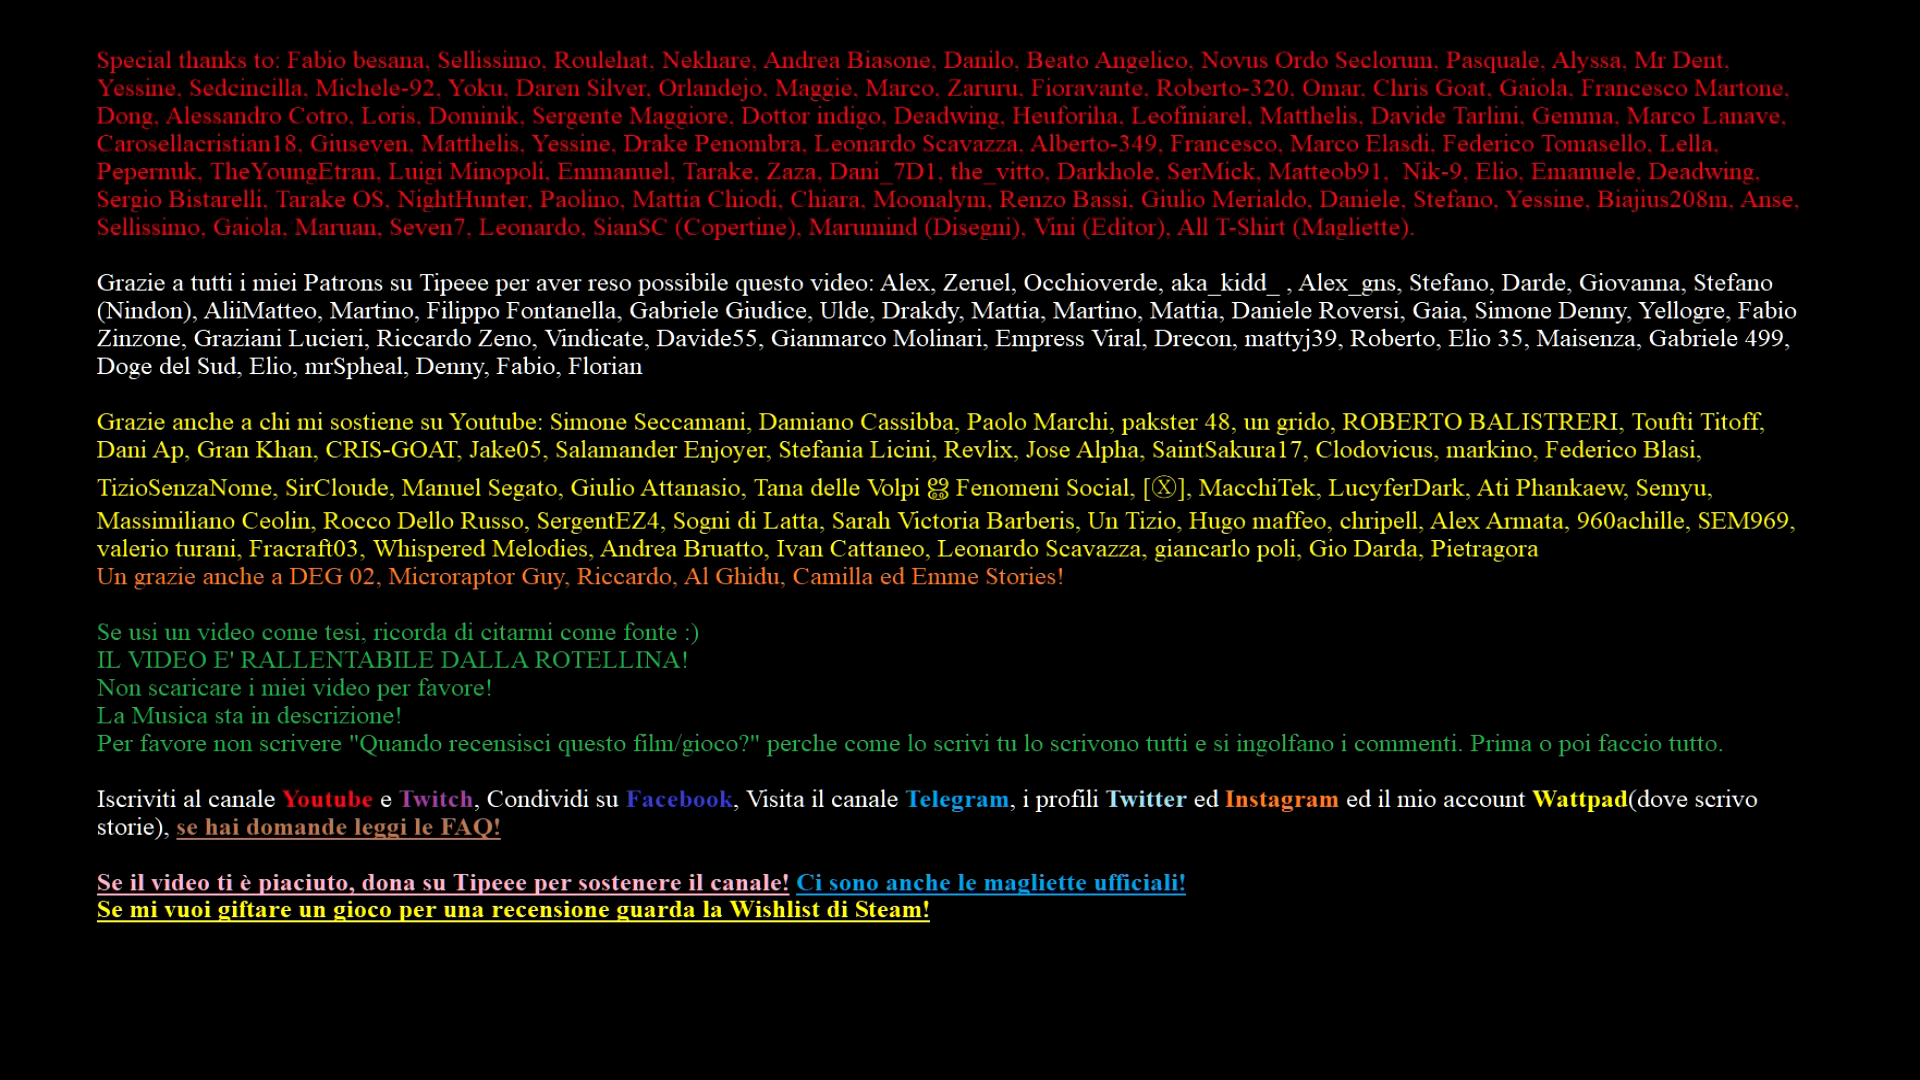 Special thanks to: Fabio besana, Sellissimo, Roulehat, Nekhare, Andrea Biasone, Danilo, Beato Angelico, Novus Ordo Seclorum, Pasquale, Alyssa, Mr Dent,
Yessine, Sedcincilla, Michele-92, Yoku, Daren Silver, Orlandejo, Maggie, Marco, Zaruru, Fioravante, Roberto-320, Omar, Chris Goat, Gaiola, Francesco Martone,
Dong, Alessandro Cotro, Loris, Dominik, Sergente Maggiore, Dottor indigo, Deadwing, Heuforiha, Leofiniarel, Matthelis, Davide Tarlini, Gemma, Marco Lanave,
Carosellacristian18, Giuseven, Matthelis, Yessine, Drake Penombra, Leonardo Scavazza, Alberto-349, Francesco, Marco Elasdi, Federico Tomasello, Lella,
Pepernuk, TheYoungEtran, Luigi Minopoli, Emmanuel, Tarake, Zaza, Dani_7D1, the_vitto, Darkhole, SerMick, Matteob91,  Nik-9, Elio, Emanuele, Deadwing,
Sergio Bistarelli, Tarake OS, NightHunter, Paolino, Mattia Chiodi, Chiara, Moonalym, Renzo Bassi, Giulio Merialdo, Daniele, Stefano, Yessine, Biajius208m, Anse,
Sellissimo, Gaiola, Maruan, Seven7, Leonardo, SianSC (Copertine), Marumind (Disegni), Vini (Editor), All T-Shirt (Magliette).
Grazie a tutti i miei Patrons su Tipeee per aver reso possibile questo video: Alex, Zeruel, Occhioverde, aka_kidd_ , Alex_gns, Stefano, Darde, Giovanna, Stefano
(Nindon), AliiMatteo, Martino, Filippo Fontanella, Gabriele Giudice, Ulde, Drakdy, Mattia, Martino, Mattia, Daniele Roversi, Gaia, Simone Denny, Yellogre, Fabio
Zinzone, Graziani Lucieri, Riccardo Zeno, Vindicate, Davide55, Gianmarco Molinari, Empress Viral, Drecon, mattyj39, Roberto, Elio 35, Maisenza, Gabriele 499,
Doge del Sud, Elio, mrSpheal, Denny, Fabio, Florian
Grazie anche a chi mi sostiene su Youtube: Simone Seccamani, Damiano Cassibba, Paolo Marchi, pakster 48, un grido, ROBERTO BALISTRERI, Toufti Titoff,
Dani Ap, Gran Khan, CRIS-GOAT, Jake05, Salamander Enjoyer, Stefania Licini, Revlix, Jose Alpha, SaintSakura17, Clodovicus, markino, Federico Blasi,
TizioSenzaNome, SirCloude, Manuel Segato, Giulio Attanasio, Tana delle Volpi Fenomeni Social, [Ⓧ], MacchiTek, LucyferDark, Ati Phankaew, Semyu,
Massimiliano Ceolin, Rocco Dello Russo, SergentEZ4, Sogni di Latta, Sarah Victoria Barberis, Un Tizio, Hugo maffeo, chripell, Alex Armata, 960achille, SEM969,
valerio turani, Fracraft03, Whispered Melodies, Andrea Bruatto, Ivan Cattaneo, Leonardo Scavazza, giancarlo poli, Gio Darda, Pietragora
Un grazie anche a DEG 02, Microraptor Guy, Riccardo, Al Ghidu, Camilla ed Emme Stories!
Se usi un video come tesi, ricorda di citarmi come fonte :)
IL VIDEO E' RALLENTABILE DALLA ROTELLINA!
Non scaricare i miei video per favore!
La Musica sta in descrizione!
Per favore non scrivere "Quando recensisci questo film/gioco?" perche come lo scrivi tu lo scrivono tutti e si ingolfano i commenti. Prima o poi faccio tutto.
Iscriviti al canale Youtube e Twitch, Condividi su Facebook, Visita il canale Telegram, i profili Twitter ed Instagram ed il mio account Wattpad(dove scrivo
storie), se hai domande leggi le FAQ!
Se il video ti è piaciuto, dona su Tipeee per sostenere il canale! Ci sono anche le magliette ufficiali!
Se mi vuoi giftare un gioco per una recensione guarda la Wishlist di Steam!